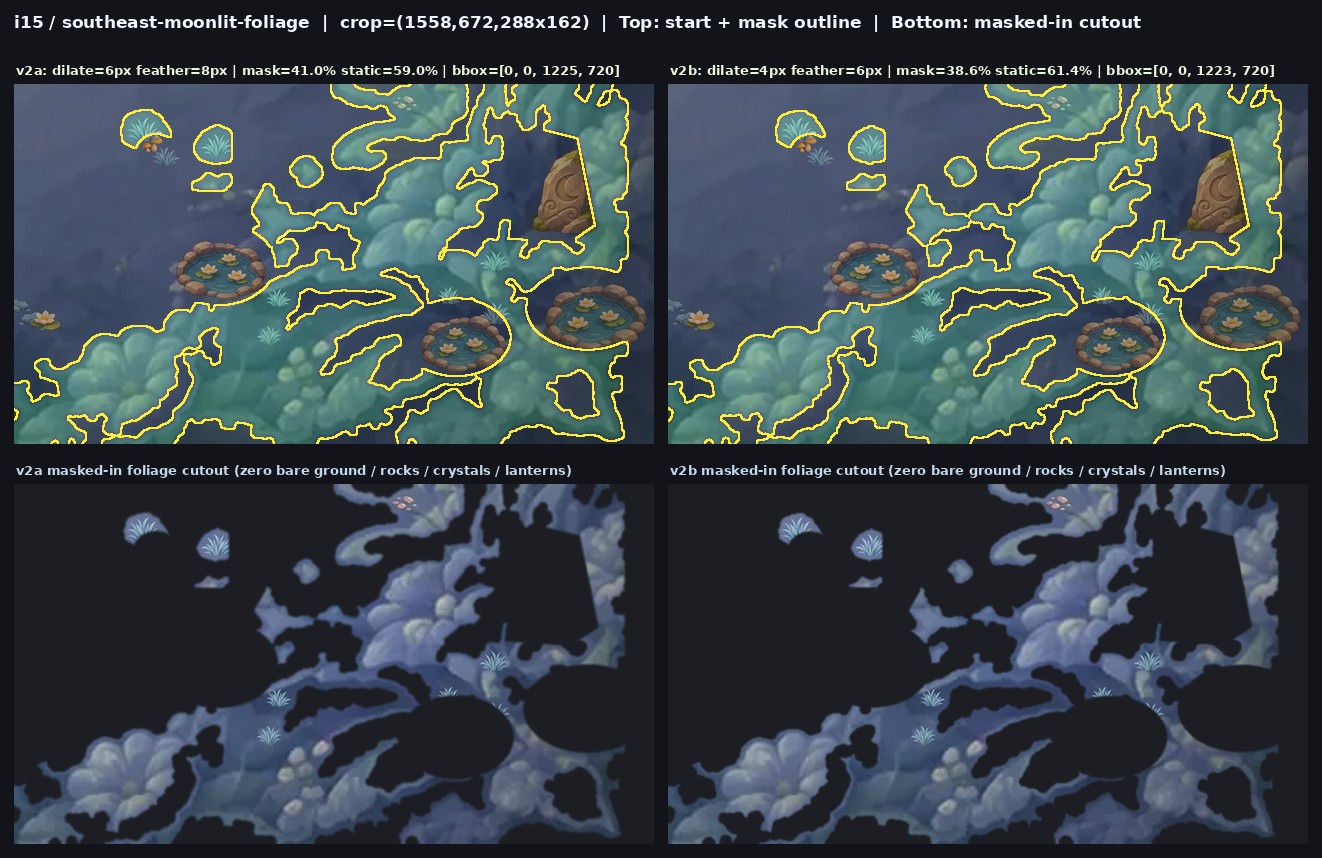 i15 / southeast-moonlit-foliage | crop=(1558,672,288x162) | Top: start + mask outline | Bottom: masked-in cutout
v2a: dilate=6px feather=8px | mask=41.0% static=59.0% | bbox=[0, 0, 1225, 720]
v2b: dilate=4px feather=6px | mask=38.6% static=61.4% | bbox=[0, 0, 1223, 720]
v2a masked-in foliage cutout (zero bare ground / rocks / crystals / lanterns)
v2b masked-in foliage cutout (zero bare ground / rocks / crystals / lanterns)